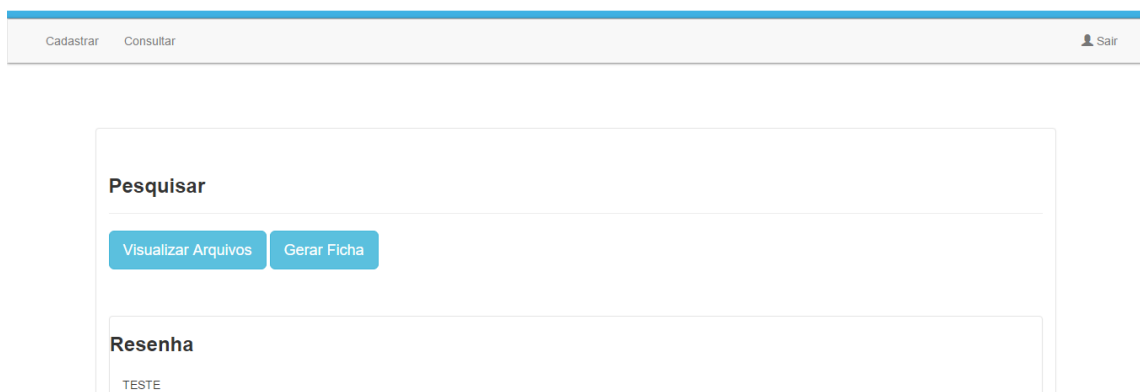 Cadastrar Consultar Sair
Pesquisar
Visualizar Arquivos Gerar Ficha
Resenha
TESTE